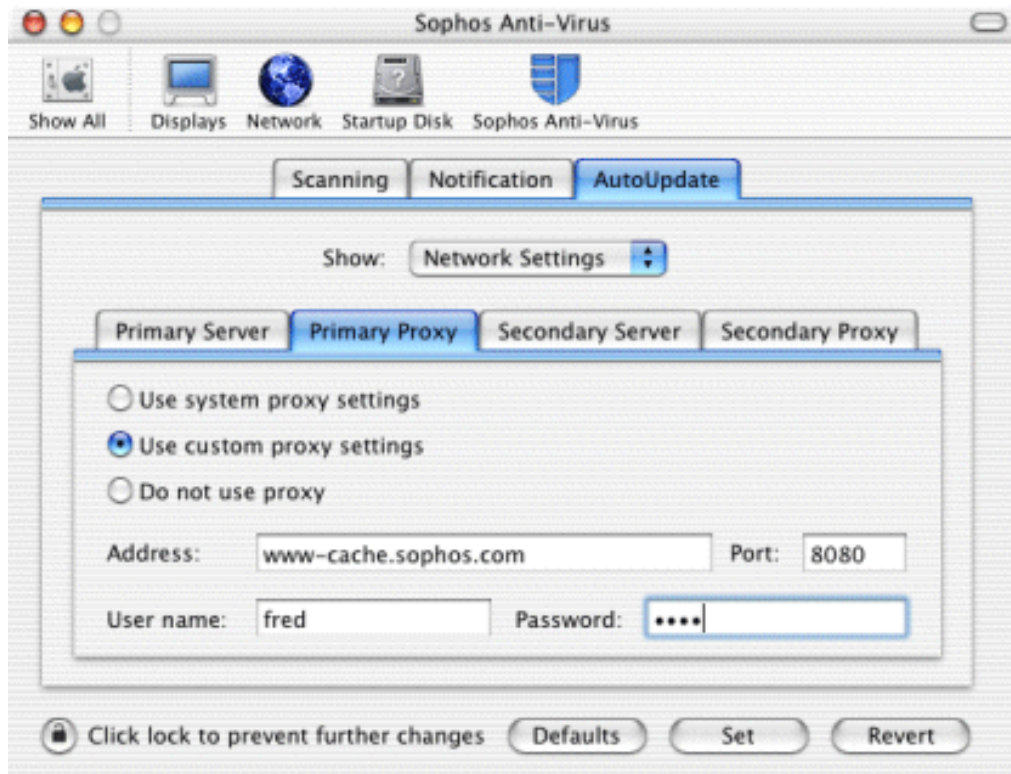 Sophos Anti-Virus
Show All Displays Network Startup Disk Sophos Anti-Virus
Scanning Notification AutoUpdate
Show: Network Settings
Primary Server Primary Proxy Secondary Server Secondary Proxy
Use system proxy settings
Use custom proxy settings
Do not use proxy
Address: www-cache.sophos.com Port: 8080
User name: fred Password: ••••
Click lock to prevent further changes Defaults Set Revert